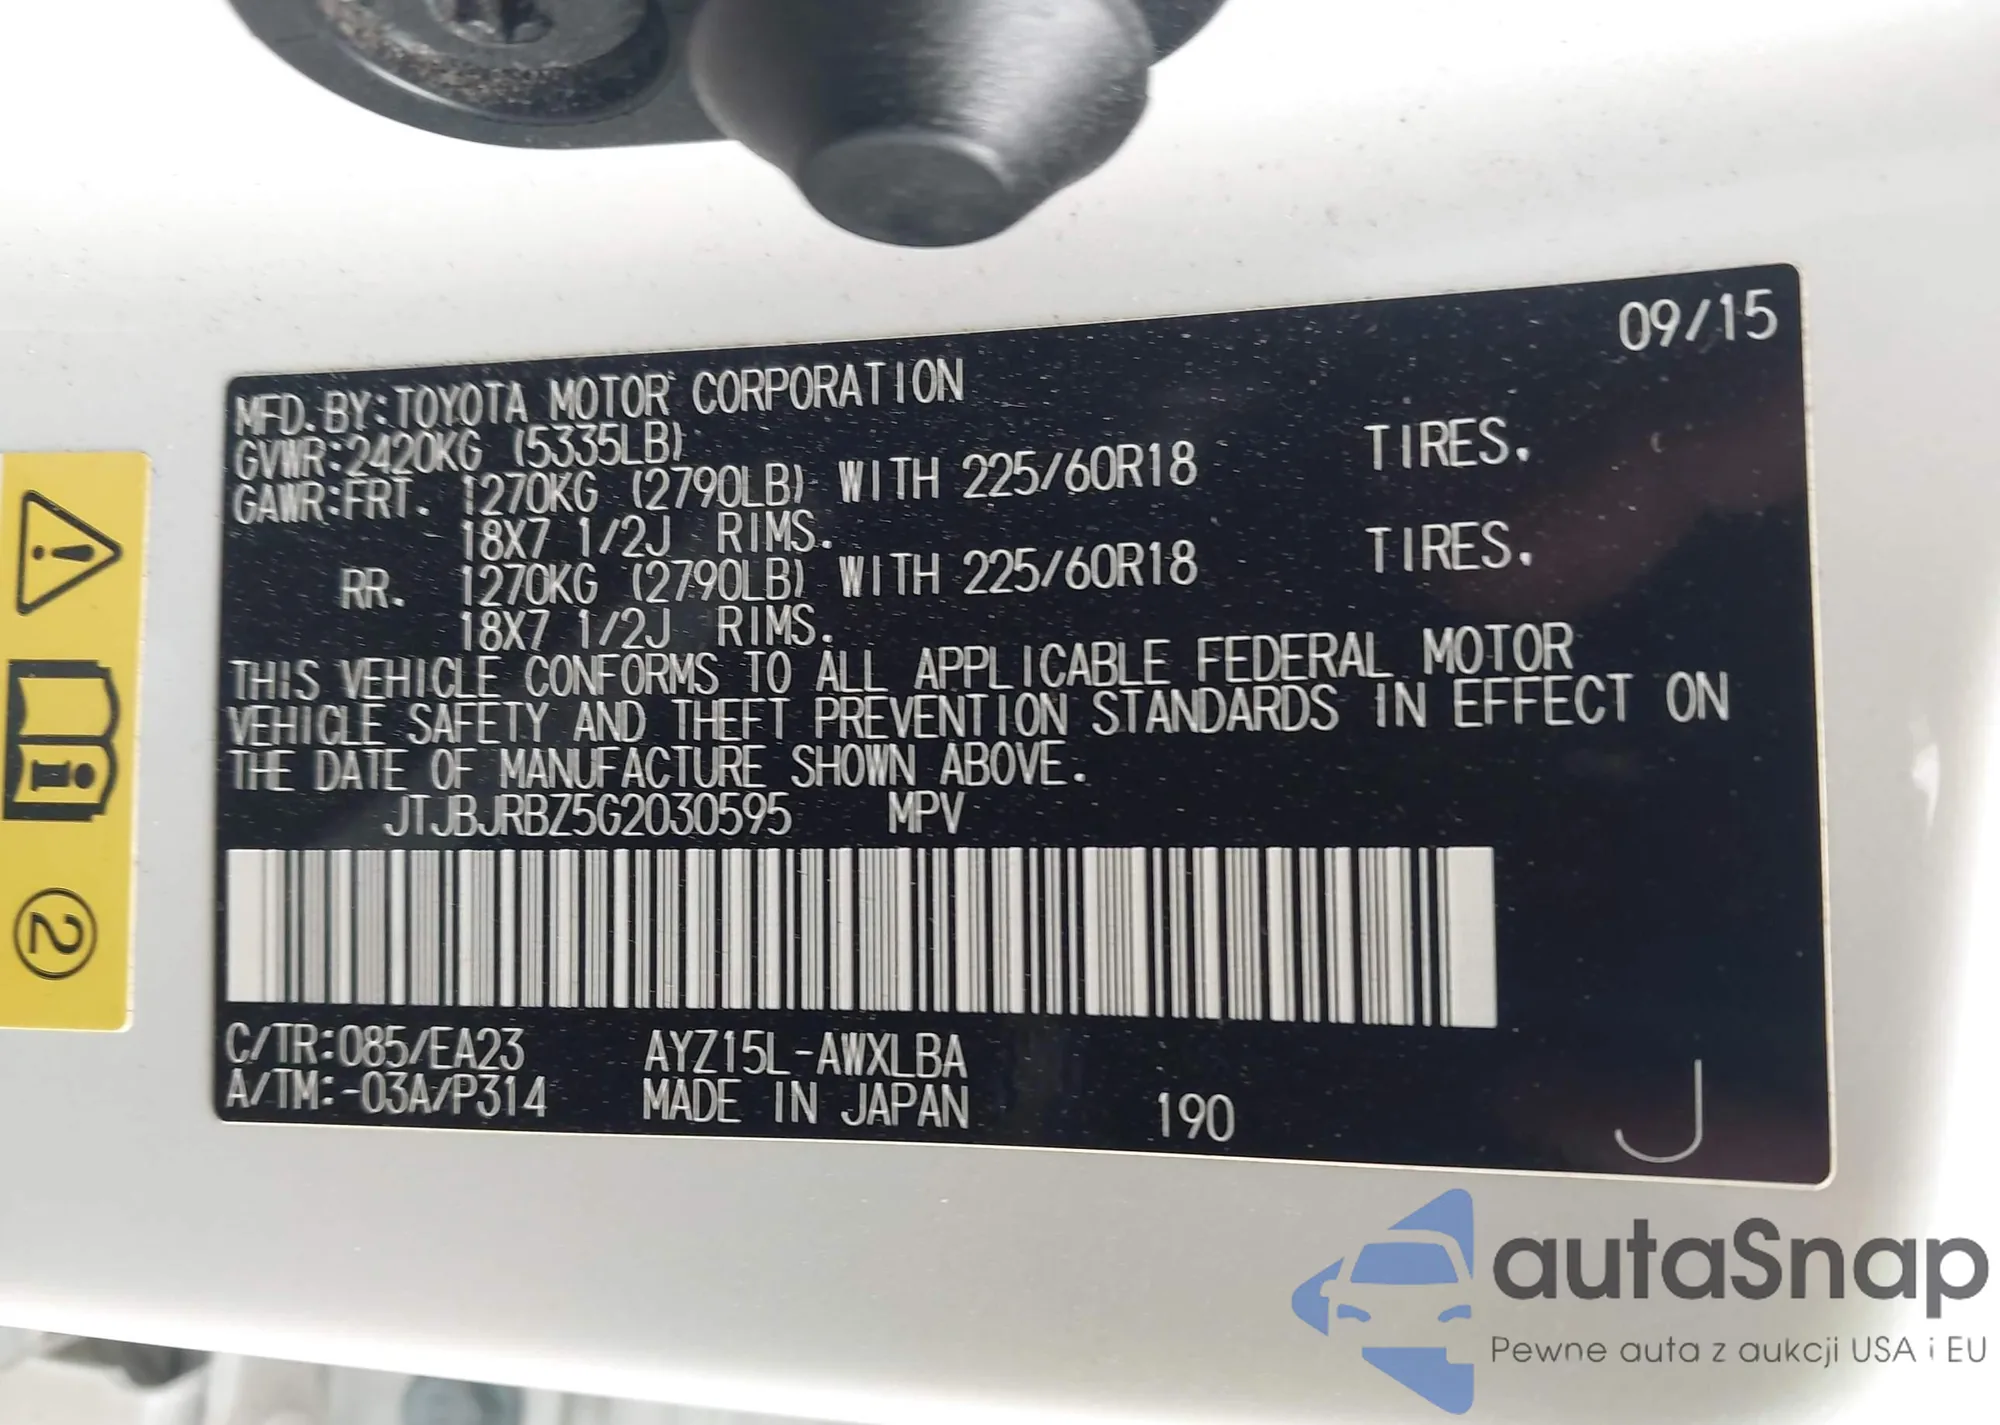 09/15
MFD.BY:TOYOTA MOTOR CORPORATION
GVWR:2420KG (5335LB)
GAWR:FRT. 1270KG (2790LB) WITH 225/60R18 TIRES.
18X7 1/2J RIMS.
RR. 1270KG (2790LB) WITH 225/60R18 TIRES.
18X7 1/2J RIMS.
THIS VEHICLE CONFORMS TO ALL APPLICABLE FEDERAL MOTOR
VEHICLE SAFETY AND THEFT PREVENTION STANDARDS IN EFFECT ON
THE DATE OF MANUFACTURE SHOWN ABOVE.
JTJBJRBZ5G2030595 MPV
C/TR:085/EA23 AYZ15L-AWXLBA
A/TM:-03A/P314 MADE IN JAPAN 190
J
i
2
autaSnap
Pewne auta z aukcji USA i EU